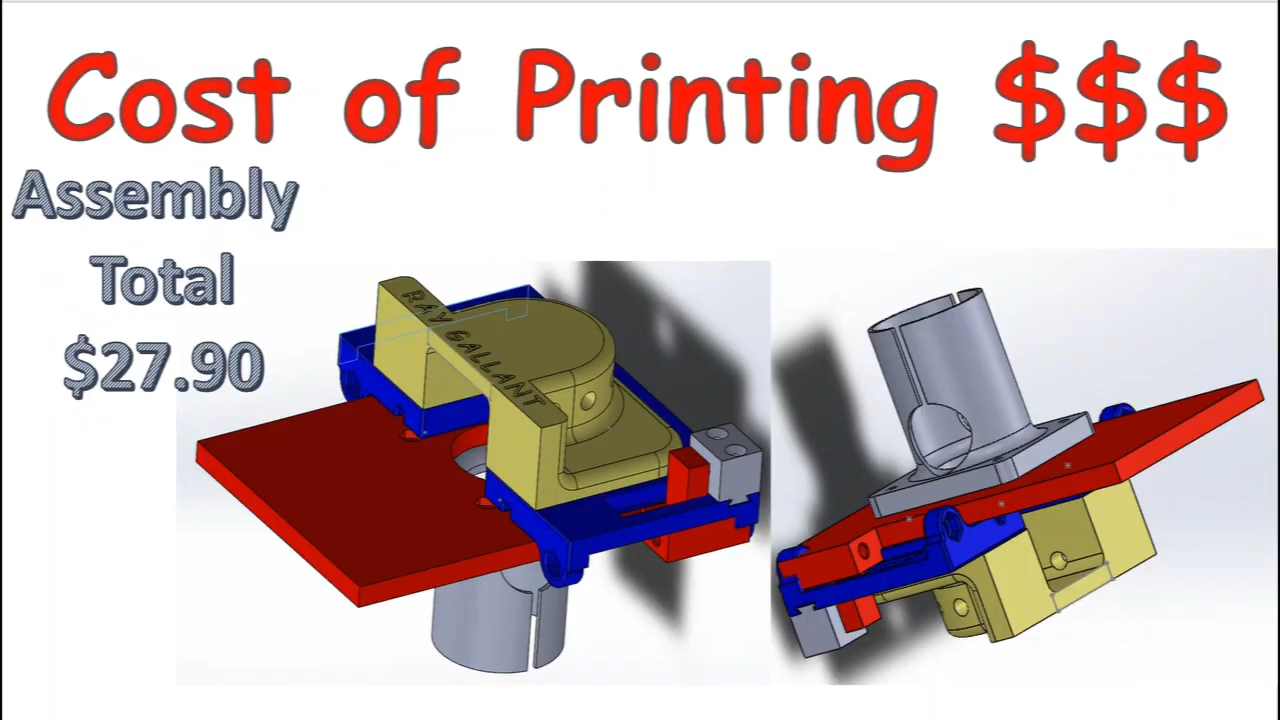 Cost of Printing $$$
Assembly
Total
$27.90
RAY GALLANT